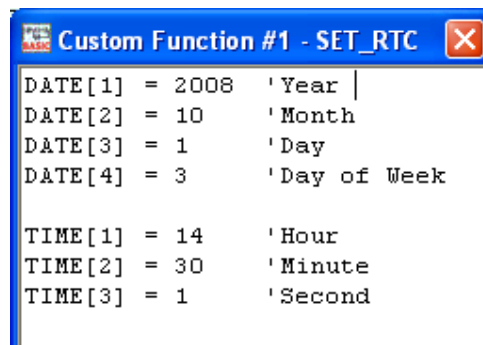 BASIC
Custom Function #1 - SET_RTC
DATE[1] = 2008 'Year
DATE[2] = 10 'Month
DATE[3] = 1 'Day
DATE[4] = 3 'Day of Week
TIME[1] = 14 'Hour
TIME[2] = 30 'Minute
TIME[3] = 1 'Second